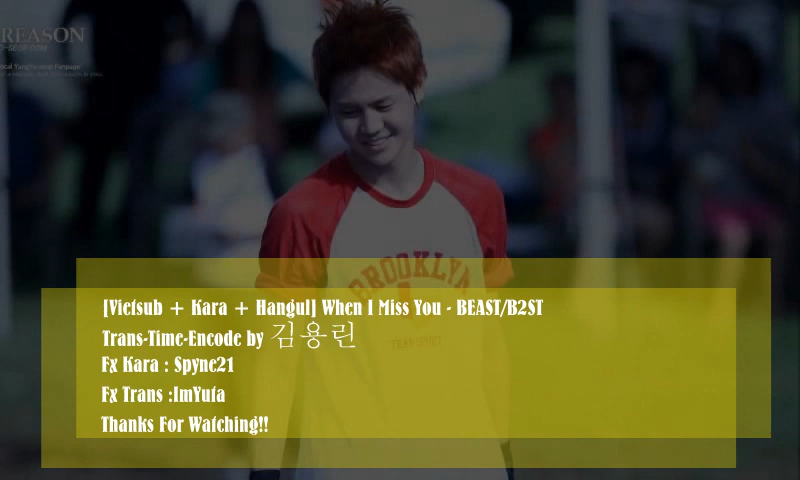 REASON
[Vietsub + Kara + Hangul] When I Miss You - BEAST/B2ST
Trans-Time-Encode by 김용린
Fx Kara : Spyne21
Fx Trans :ImYuta
Thanks For Watching!!
BROOKLYN